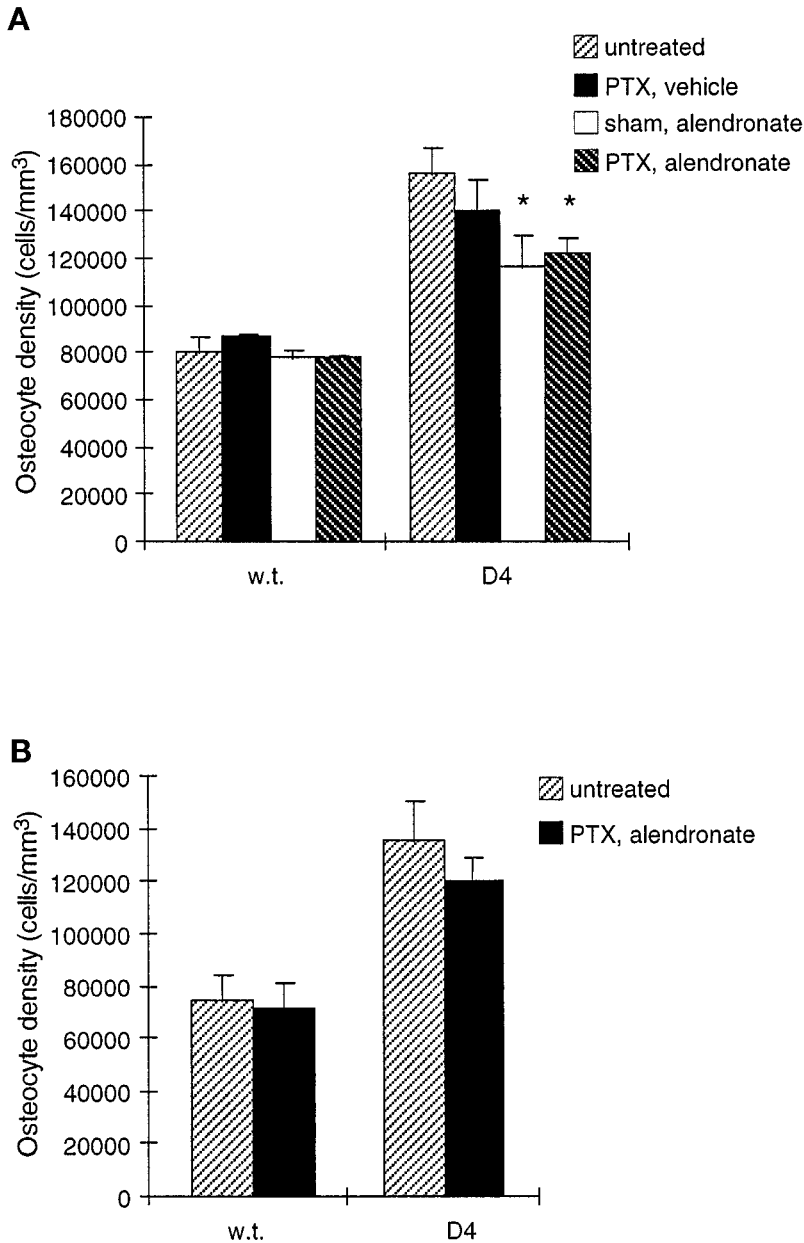 A
untreated
PTX, vehicle
sham, alendronate
PTX, alendronate
Osteocyte density (cells/mm³)
180000
160000
140000
120000
100000
80000
60000
40000
20000
0
* *
w.t. D4
B
untreated
PTX, alendronate
Osteocyte density (cells/mm³)
160000
140000
120000
100000
80000
60000
40000
20000
0
w.t. D4